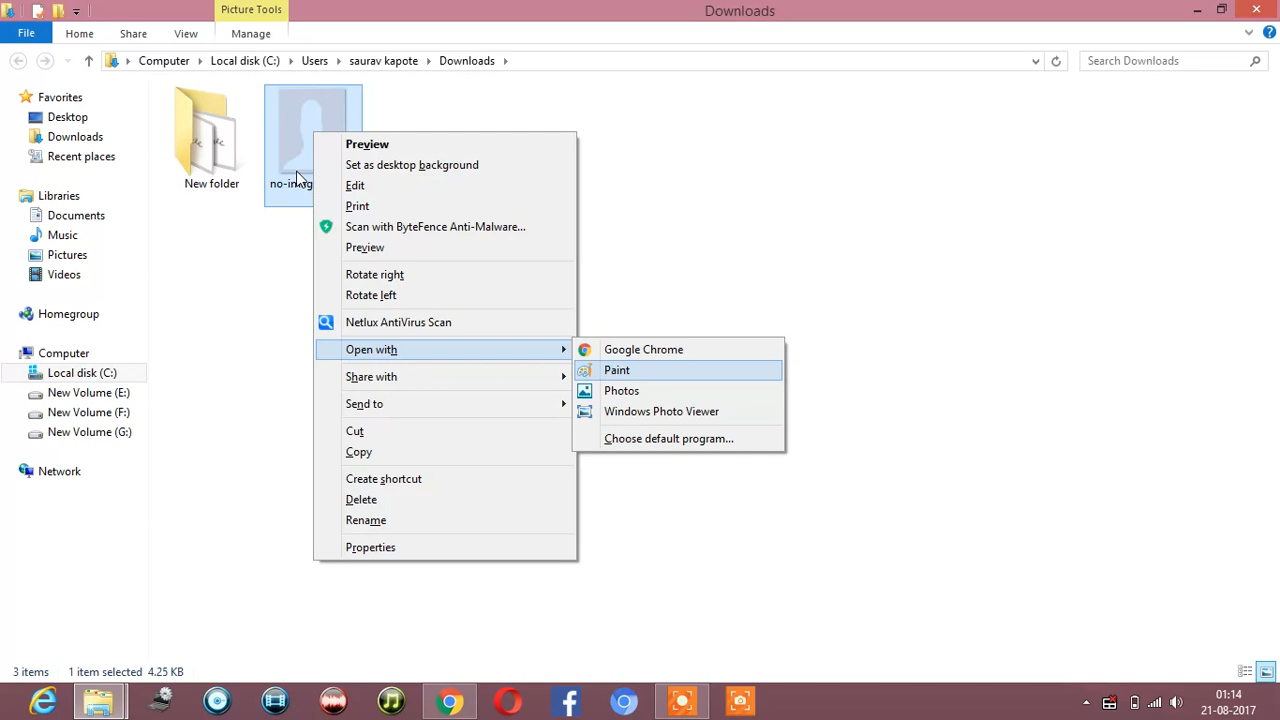 Picture Tools
Downloads
File
Home
Share
View
Manage
Computer
Local disk (C:)
Users
saurav kapote
Downloads
Search Downloads
Favorites
Desktop
Downloads
Recent places
Libraries
Documents
Music
Pictures
Videos
Homegroup
Computer
Local disk (C:)
New Volume (E:)
New Volume (F:)
New Volume (G:)
Network
New folder
Preview
Set as desktop background
Edit
Print
Scan with ByteFence Anti-Malware...
Preview
Rotate right
Rotate left
Netlux AntiVirus Scan
Open with
Share with
Send to
Cut
Copy
Create shortcut
Delete
Rename
Properties
Google Chrome
Paint
Photos
Windows Photo Viewer
Choose default program...
3 items
1 item selected 4.25 KB
01:14
21-08-2017